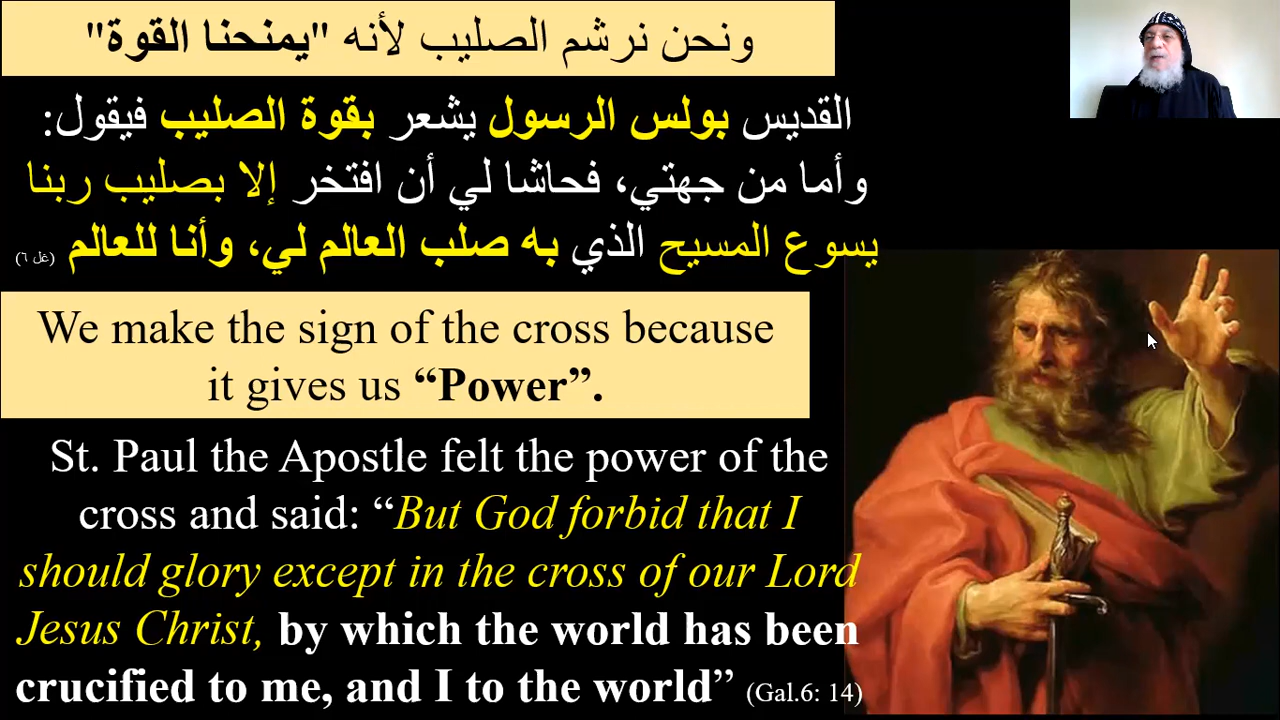 ونحن نرشم الصليب لأنه "يمنحنا القوة"
القديس بولس الرسول يشعر بقوة الصليب فيقول:
وأما من جهتي، فحاشا لي أن افتخر إلا بصليب ربنا
يسوع المسيح الذي به صلب العالم لي، وأنا للعالم (غل ٦)
We make the sign of the cross because
it gives us “Power”.
St. Paul the Apostle felt the power of the
cross and said: “But God forbid that I
should glory except in the cross of our Lord
Jesus Christ, by which the world has been
crucified to me, and I to the world” (Gal.6: 14)